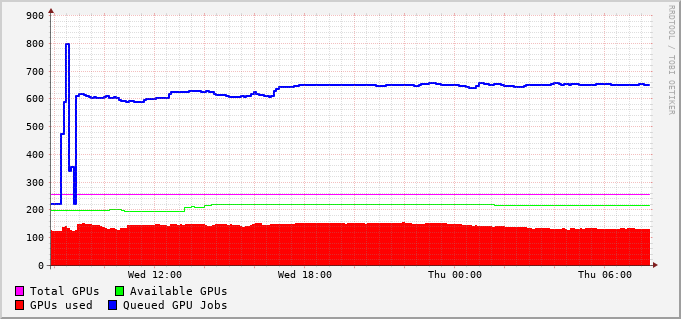 900
800
700
600
500
400
300
200
100
0
Wed 12:00 Wed 18:00 Thu 00:00 Thu 06:00
Total GPUs Available GPUs
GPUs used Queued GPU Jobs
RRDTOOL / TOBI OETIKER